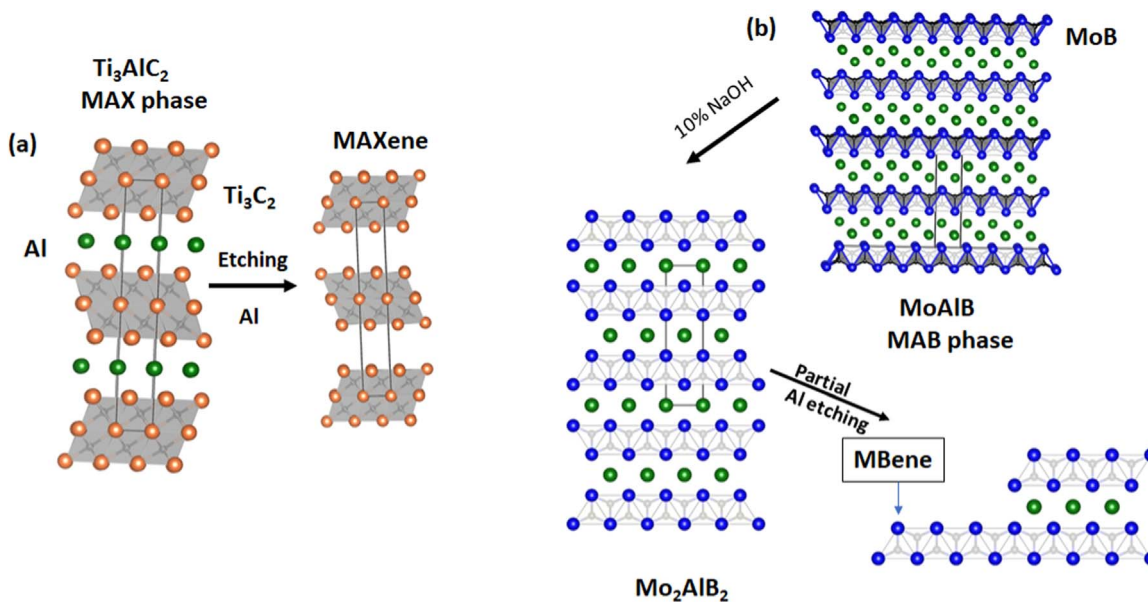 (a)
Ti₃AlC₂
MAX phase
MAXene
Ti₃C₂
Al
Etching
Al
(b)
MoB
10% NaOH
MoAlB
MAB phase
Partial
Al etching
MBene
Mo₂AlB₂